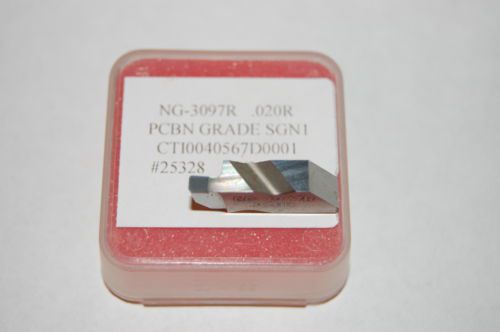 NG-3097R .020R
PCBN GRADE SGN1
CTI0040567D0001
#25328